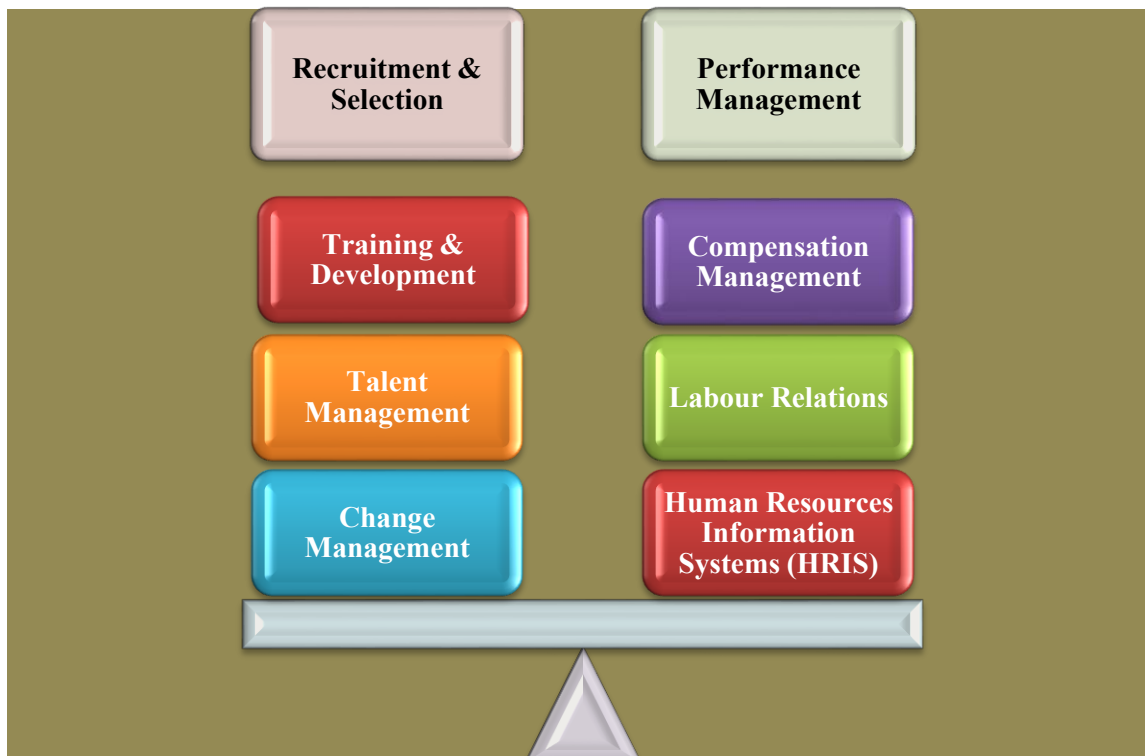 Recruitment &
Selection
Performance
Management
Training &
Development
Compensation
Management
Talent
Management
Labour Relations
Change
Management
Human Resources
Information
Systems (HRIS)